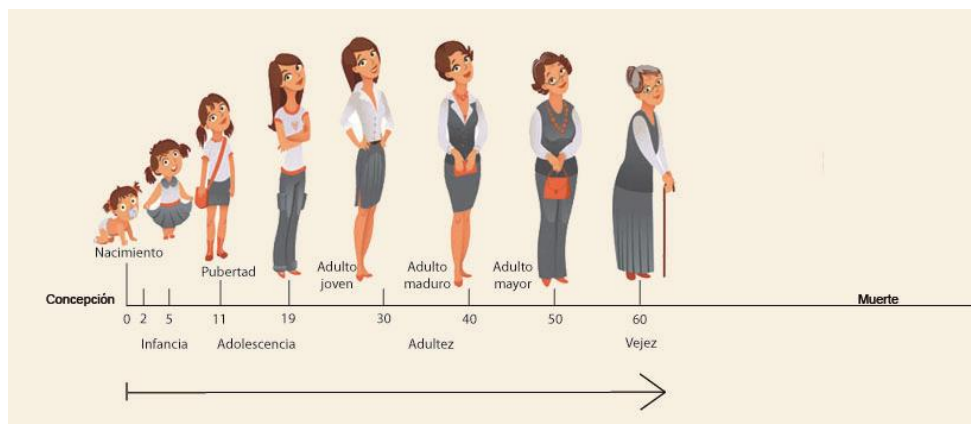 Nacimiento
Pubertad
Adulto
joven
Adulto
maduro
Adulto
mayor
Concepción
Muerte
0 2 5 11 19 30 40 50 60
Infancia Adolescencia Adultez Vejez